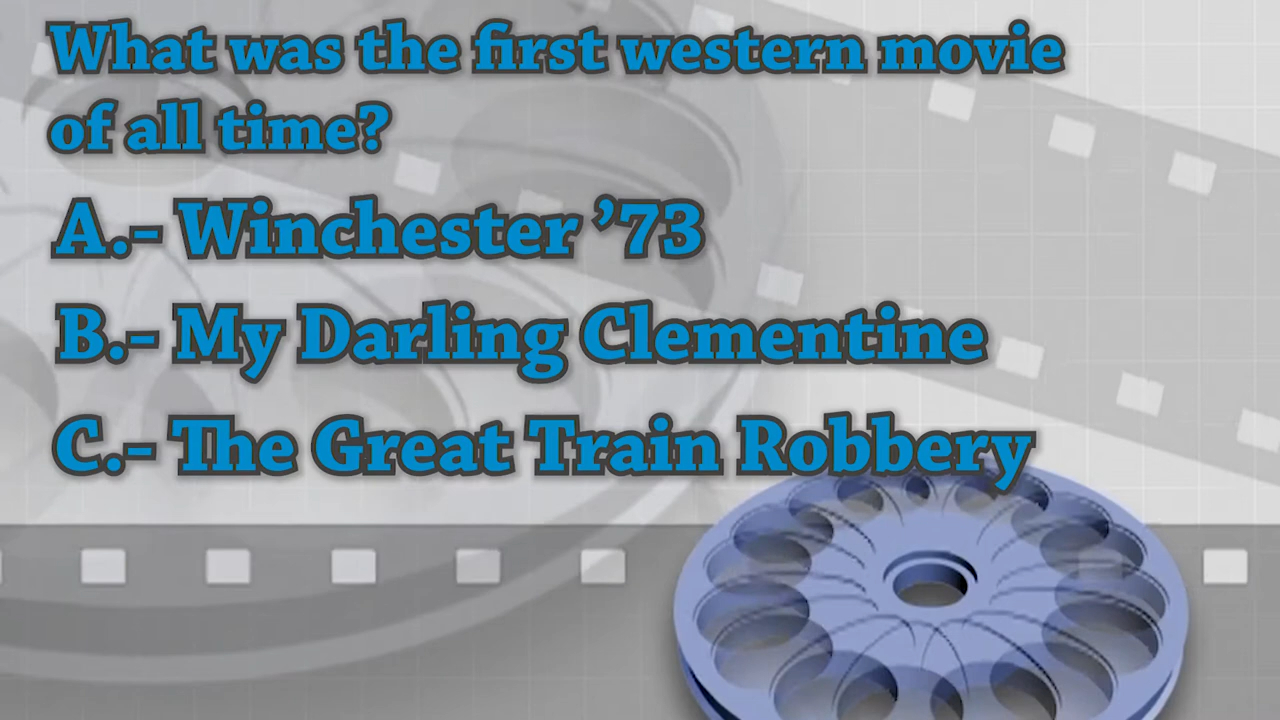 What was the first western movie
of all time?
A.- Winchester ’73
B.- My Darling Clementine
C.- The Great Train Robbery